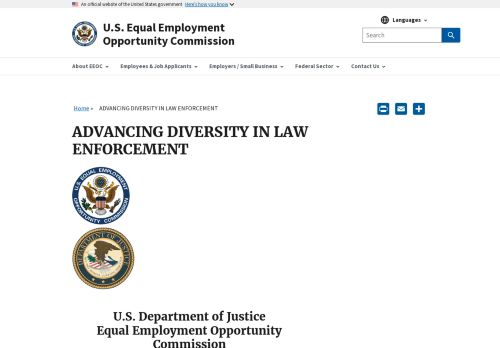 An official website of the United States government Here's how you know
Languages
U.S. Equal Employment
Opportunity Commission
Search
About EEOC
Employees & Job Applicants
Employers / Small Business
Federal Sector
Contact Us
Home » ADVANCING DIVERSITY IN LAW ENFORCEMENT
ADVANCING DIVERSITY IN LAW
ENFORCEMENT
U.S. EQUAL EMPLOYMENT
OPPORTUNITY COMMISSION
DEPARTMENT OF JUSTICE
U.S. Department of Justice
Equal Employment Opportunity
Commission